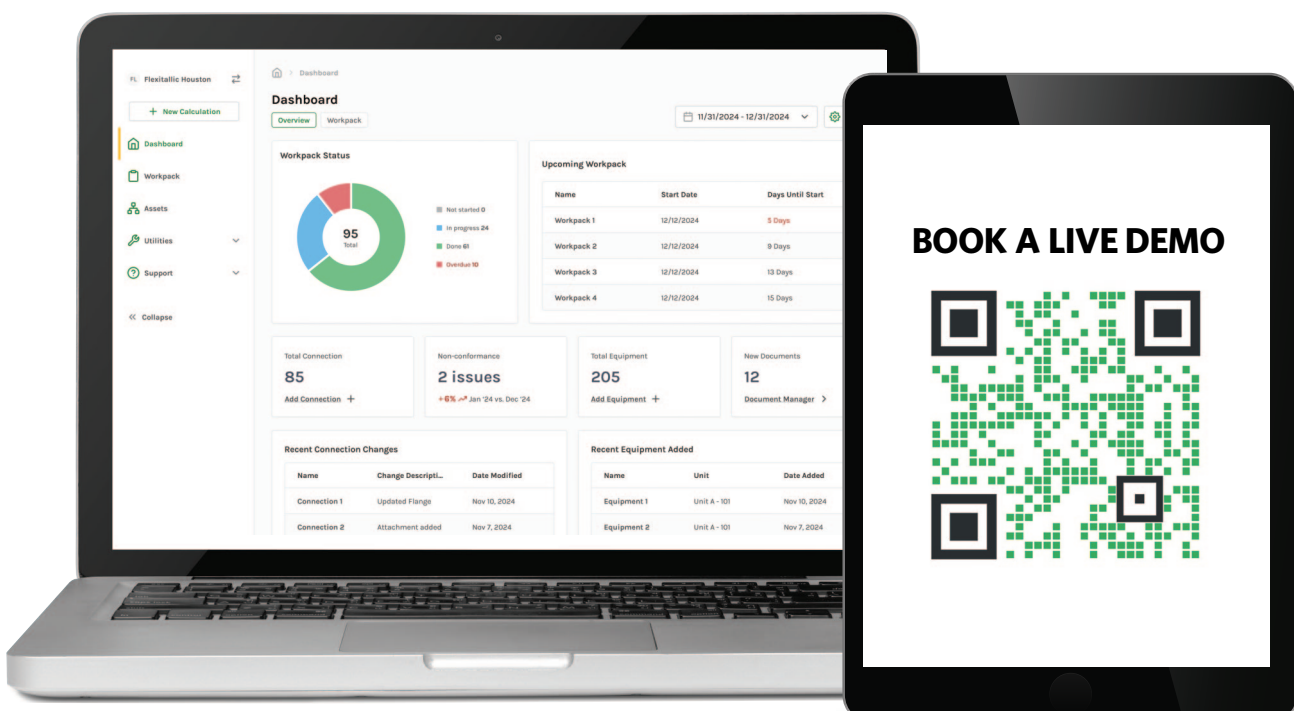 FL Flexitallic Houston
+ New Calculation
Dashboard
Workpack
Assets
Utilities
Support
Collapse
Dashboard
Dashboard
Overview Workpack
11/31/2024 - 12/31/2024
Workpack Status
95
Total
Not started 0
In progress 24
Done 61
Overdue 10
Upcoming Workpack
Name Start Date Days Until Start
Workpack 1 12/12/2024 5 Days
Workpack 2 12/12/2024 9 Days
Workpack 3 12/12/2024 13 Days
Workpack 4 12/12/2024 15 Days
Total Connection
85
Add Connection +
Non-conformance
2 issues
+6% Jan '24 vs. Dec '24
Total Equipment
205
Add Equipment +
New Documents
12
Document Manager >
Recent Connection Changes
Name Change Descripti... Date Modified
Connection 1 Updated Flange Nov 10, 2024
Connection 2 Attachment added Nov 7, 2024
Recent Equipment Added
Name Unit Date Added
Equipment 1 Unit A - 101 Nov 10, 2024
Equipment 2 Unit A - 101 Nov 7, 2024
BOOK A LIVE DEMO